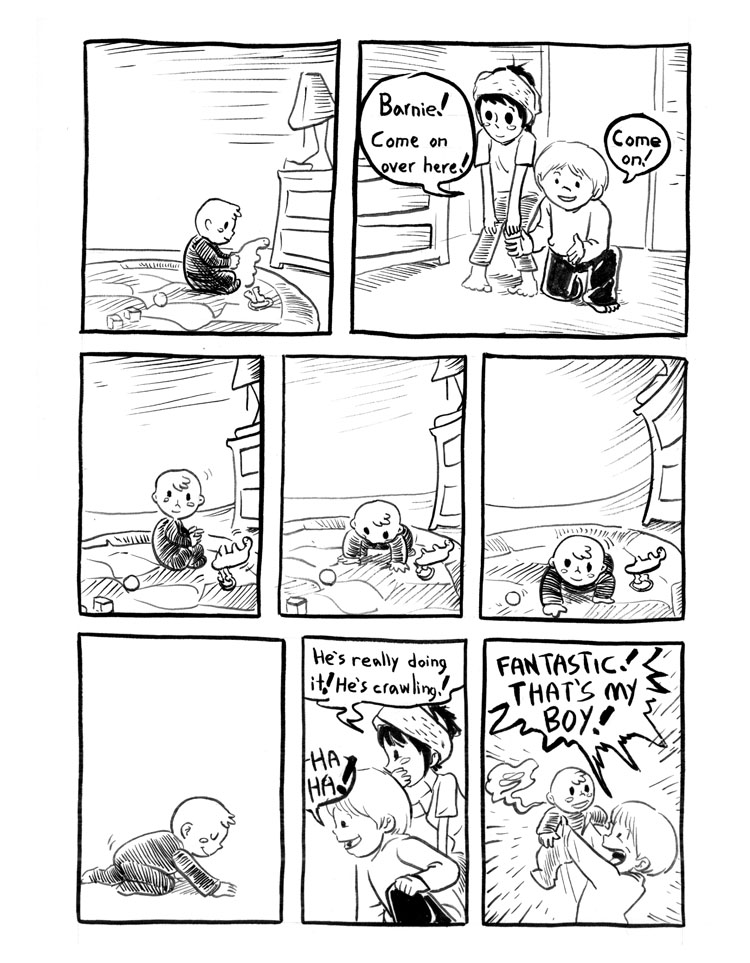 Barnie!
Come on
over here!
Come
on!
He's really doing
it! He's crawling!
HA
HA!
FANTASTIC!
THAT'S MY
BOY!